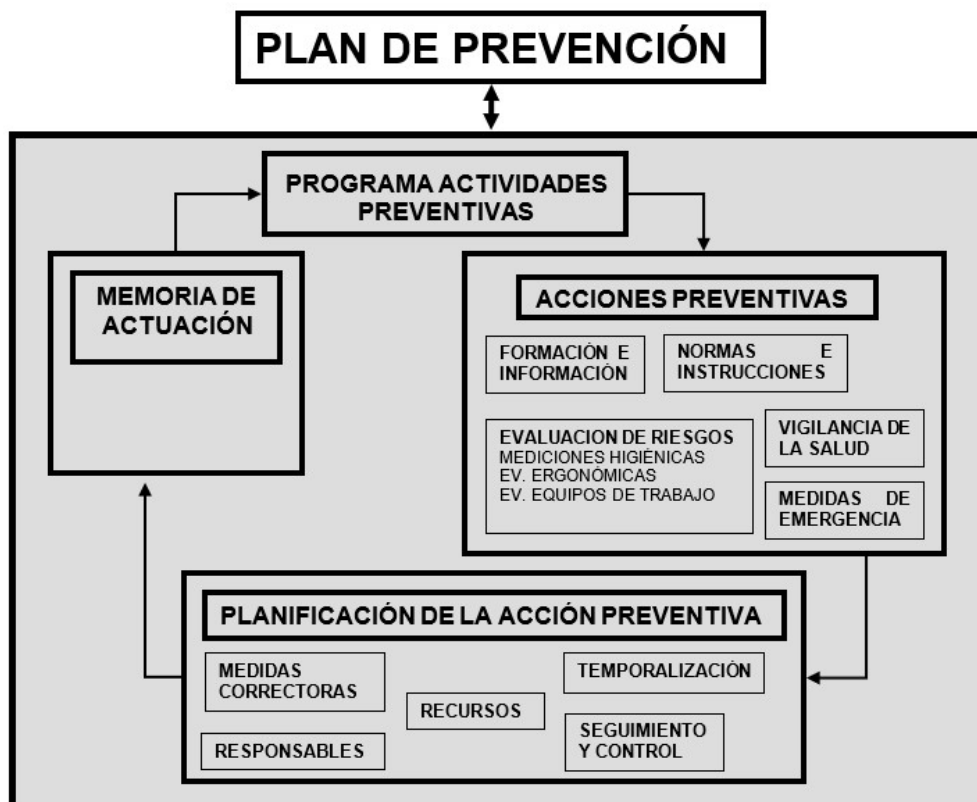 PLAN DE PREVENCIÓN
PROGRAMA ACTIVIDADES
PREVENTIVAS
MEMORIA DE
ACTUACIÓN
ACCIONES PREVENTIVAS
FORMACIÓN E
INFORMACIÓN
NORMAS E
INSTRUCCIONES
EVALUACION DE RIESGOS
MEDICIONES HIGIÉNICAS
EV. ERGONÓMICAS
EV. EQUIPOS DE TRABAJO
VIGILANCIA DE
LA SALUD
MEDIDAS DE
EMERGENCIA
PLANIFICACIÓN DE LA ACCIÓN PREVENTIVA
MEDIDAS
CORRECTORAS
RESPONSABLES
RECURSOS
TEMPORALIZACIÓN
SEGUIMIENTO
Y CONTROL